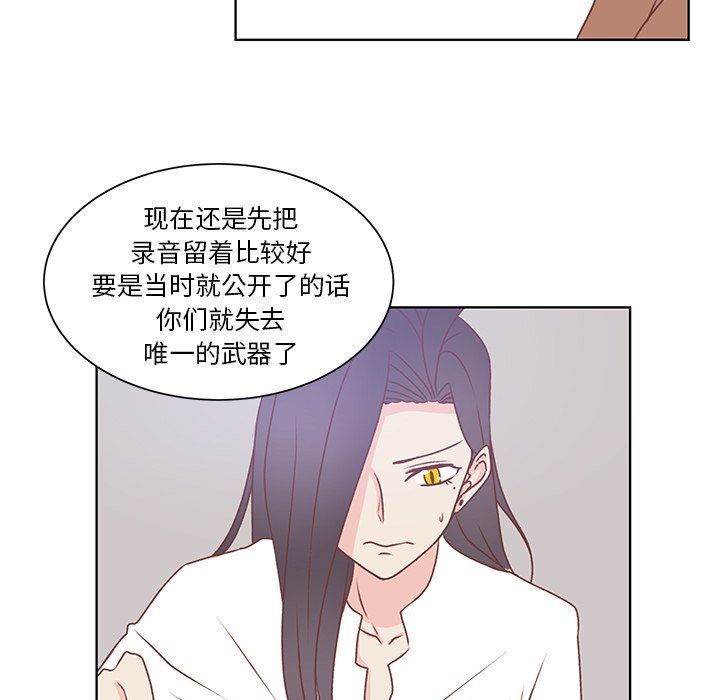 现在还是先把
录音留着比较好
要是当时就公开了的话
你们就失去
唯一的武器了